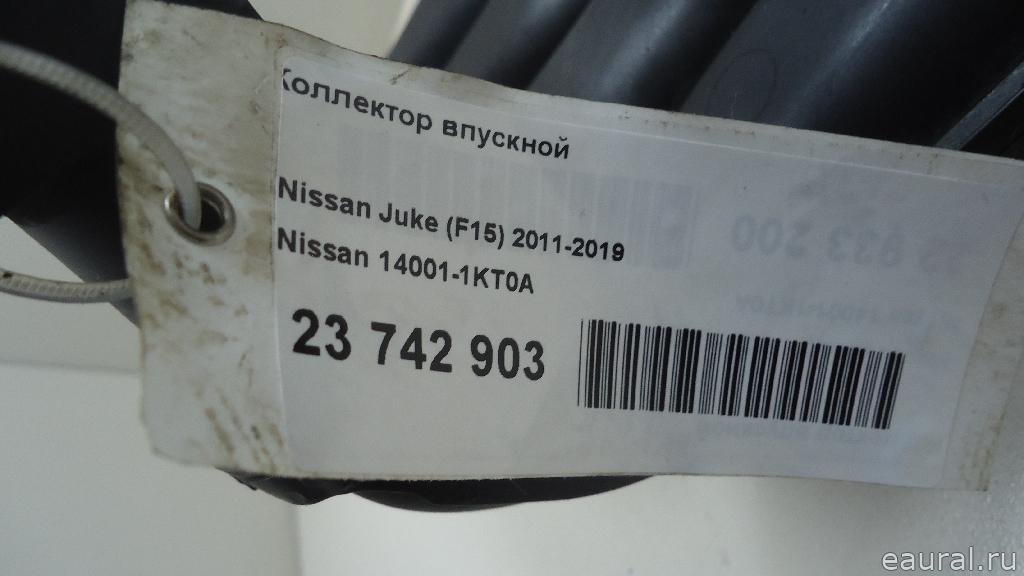 Коллектор впускной
Nissan Juke (F15) 2011-2019
Nissan 14001-1KT0A
23 742 903
eaural.ru